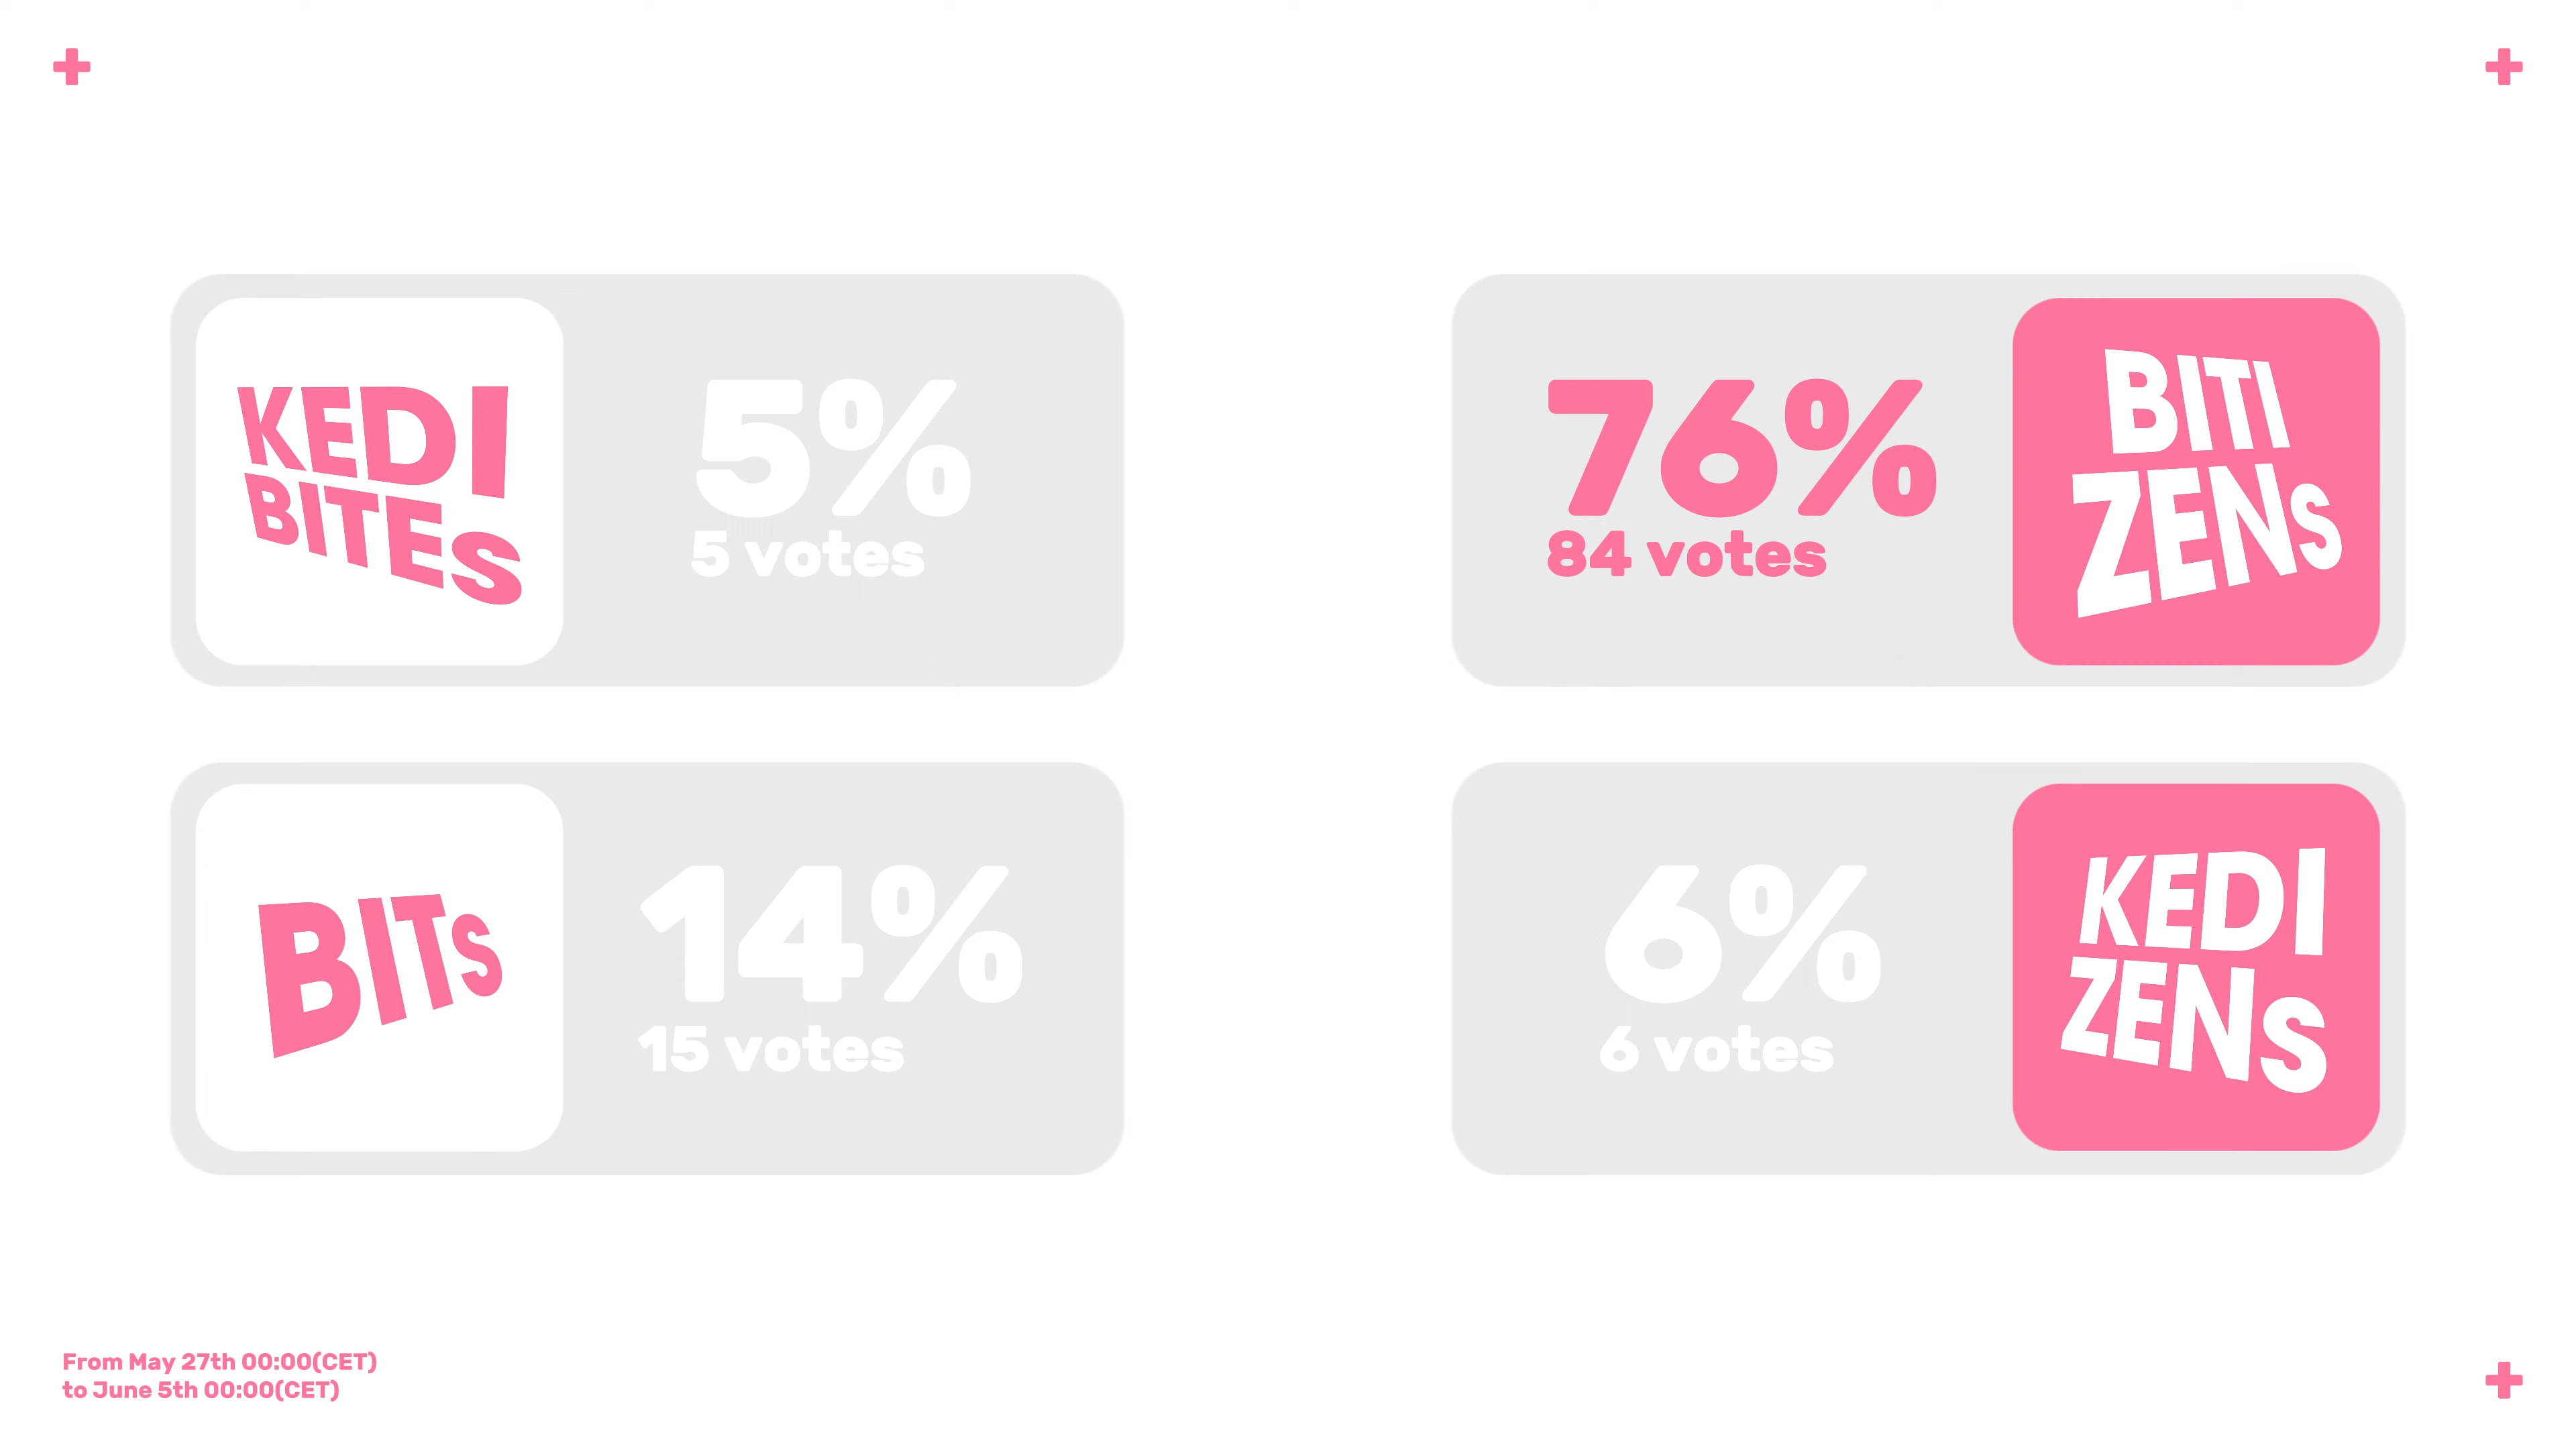 KEDI
BITES
5%
5 votes
76%
84 votes
BITI
ZENS
BITS
14%
15 votes
6%
6 votes
KEDI
ZENS
From May 27th 00:00(CET)
to June 5th 00:00(CET)